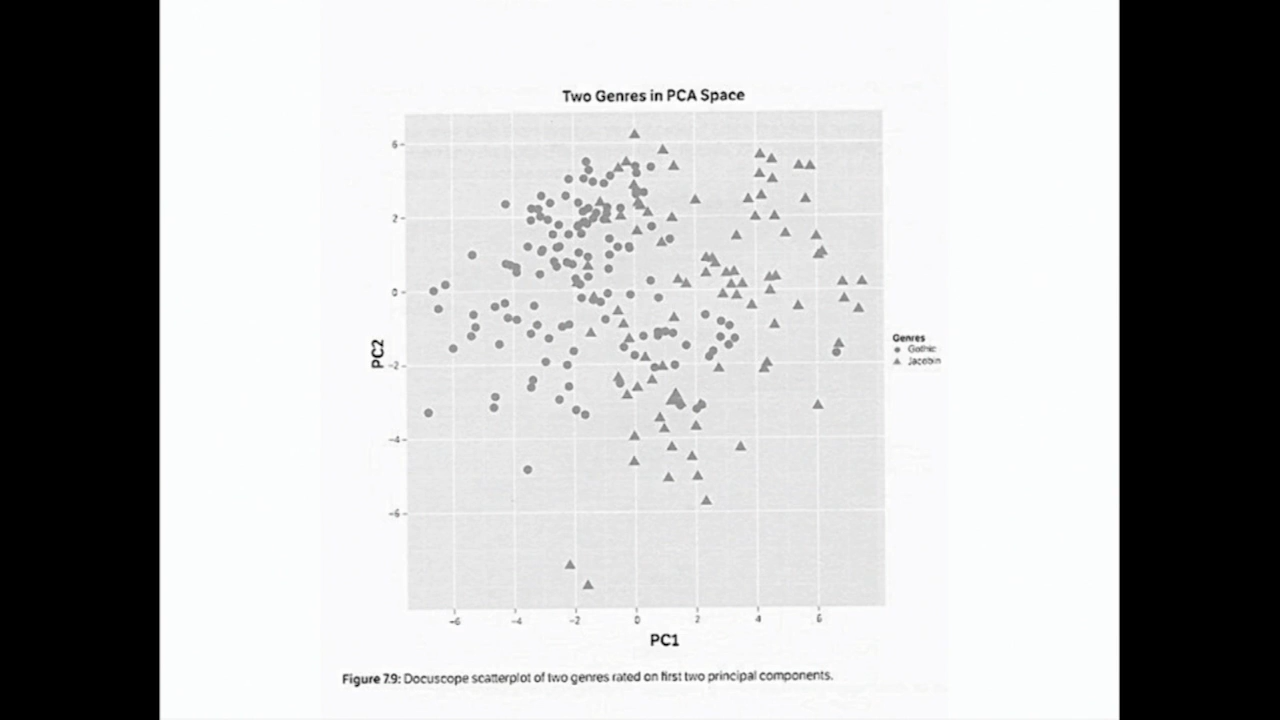 Two Genres in PCA Space
6
2
0
-2
-4
-6
PC2
-6 -4 -2 0 2 4 6
PC1
Genres
Gothic
Jacobin
Figure 7.9: Docuscope scatterplot of two genres rated on first two principal components.